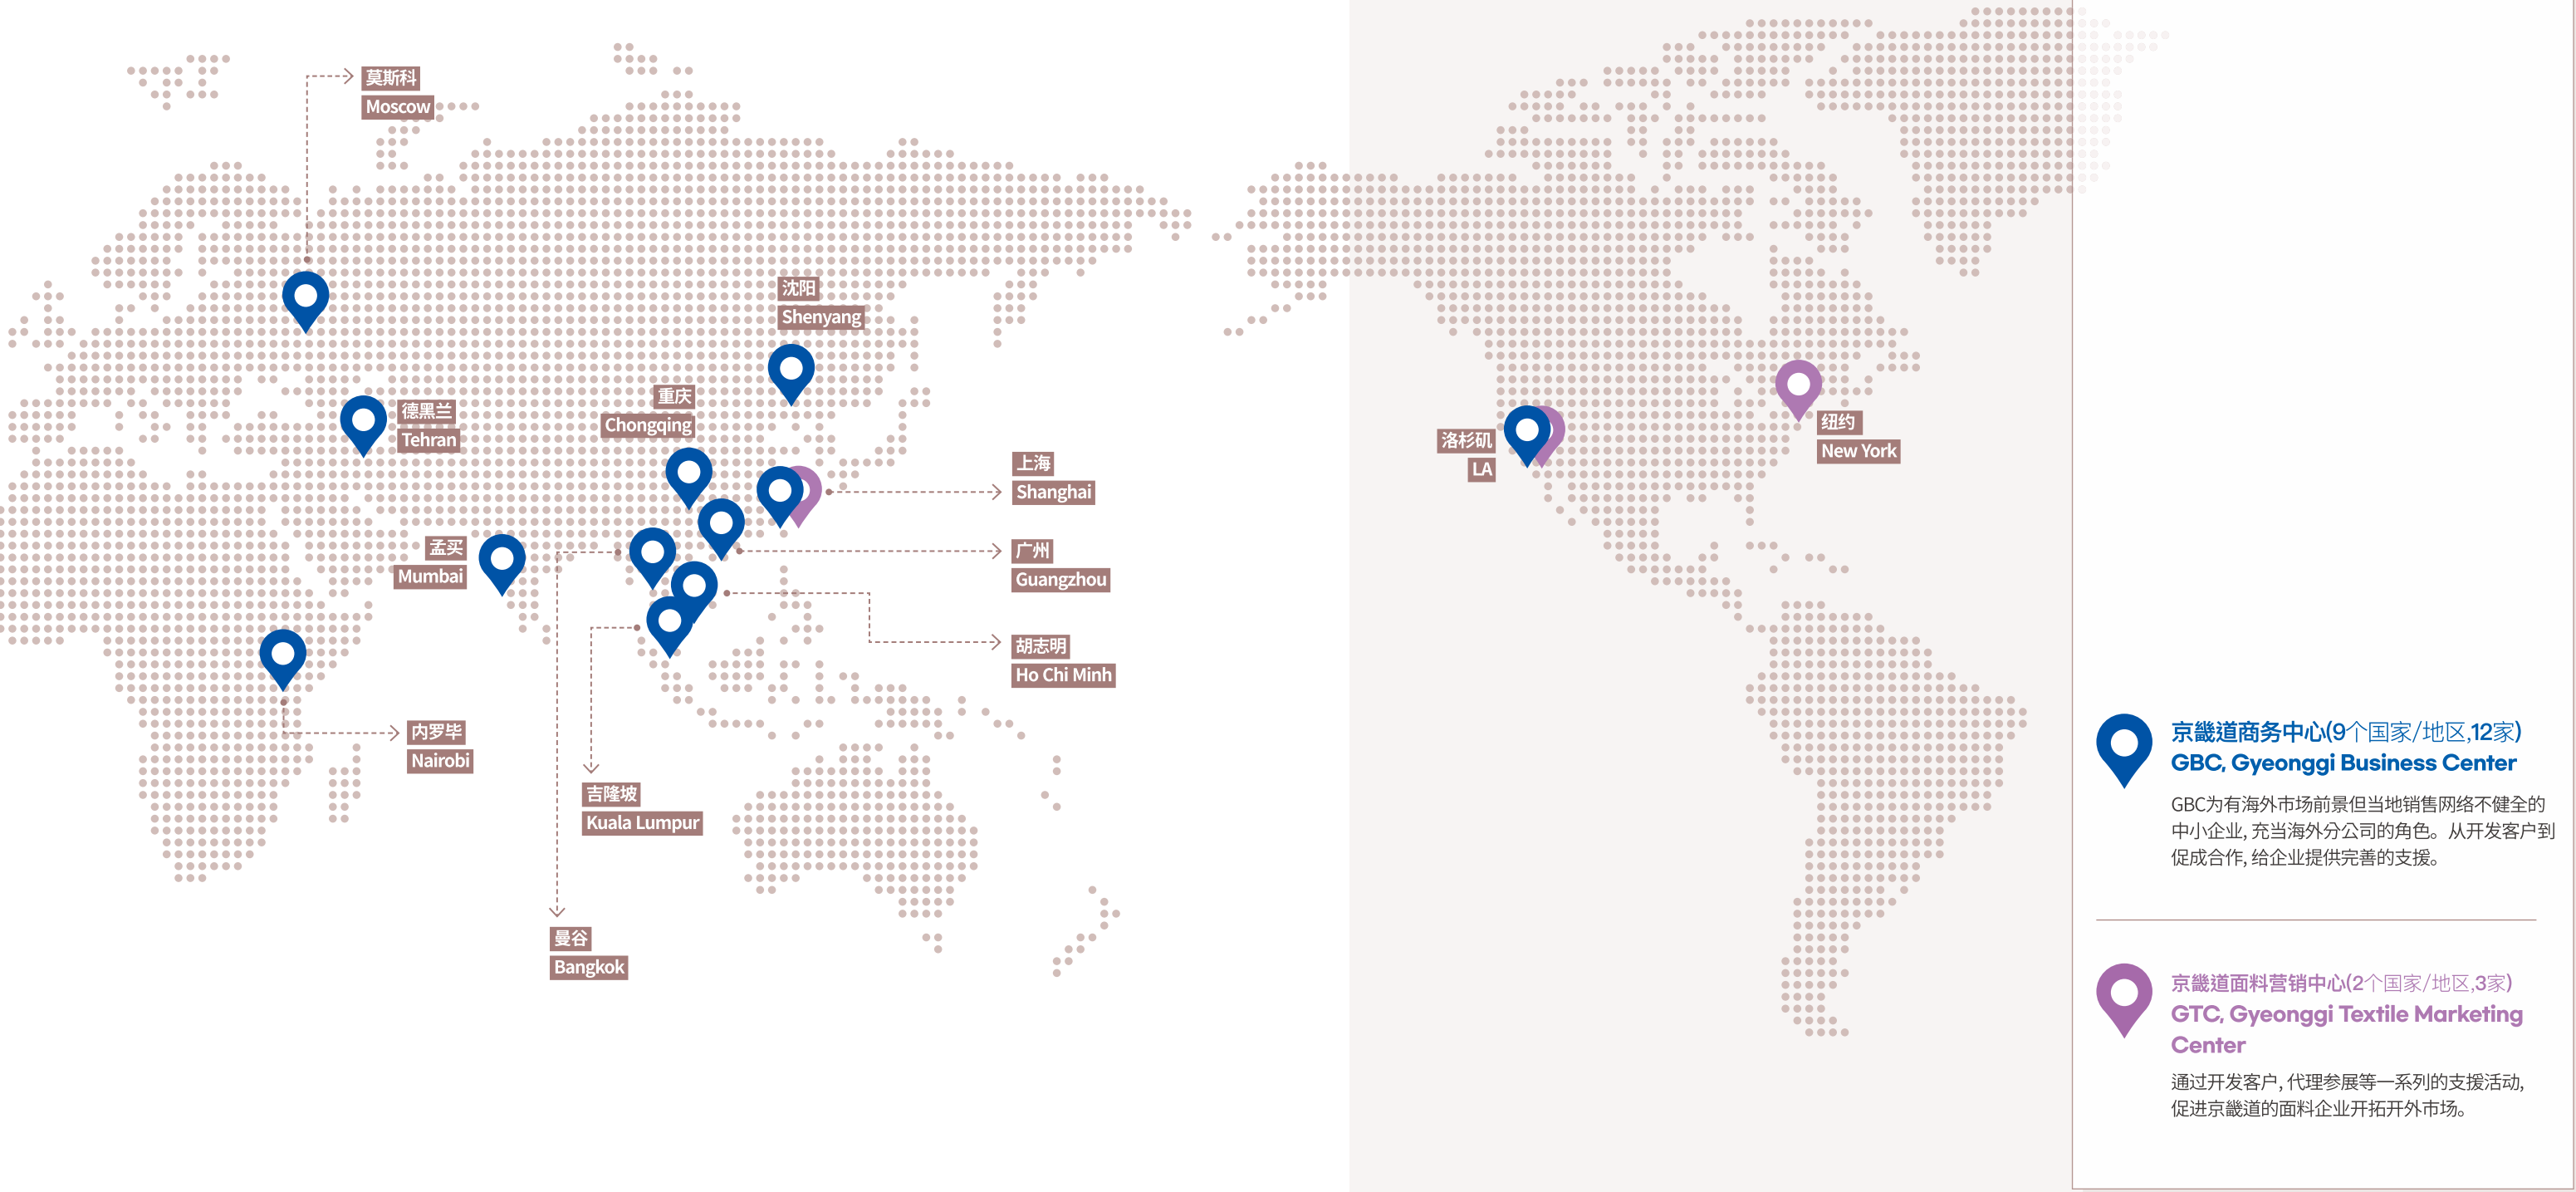 莫斯科
Moscow
沈阳
Shenyang
重庆
Chongqing
德黑兰
Tehran
上海
Shanghai
洛杉矶
LA
纽约
New York
孟买
Mumbai
广州
Guangzhou
胡志明
Ho Chi Minh
内罗毕
Nairobi
吉隆坡
Kuala Lumpur
曼谷
Bangkok
京畿道商务中心(9个国家/地区,12家)
GBC, Gyeonggi Business Center
GBC为有海外市场前景但当地销售网络不健全的
中小企业, 充当海外分公司的角色。从开发客户到
促成合作, 给企业提供完善的支援。
京畿道面料营销中心(2个国家/地区,3家)
GTC, Gyeonggi Textile Marketing
Center
通过开发客户, 代理参展等一系列的支援活动,
促进京畿道的面料企业开拓开外市场。